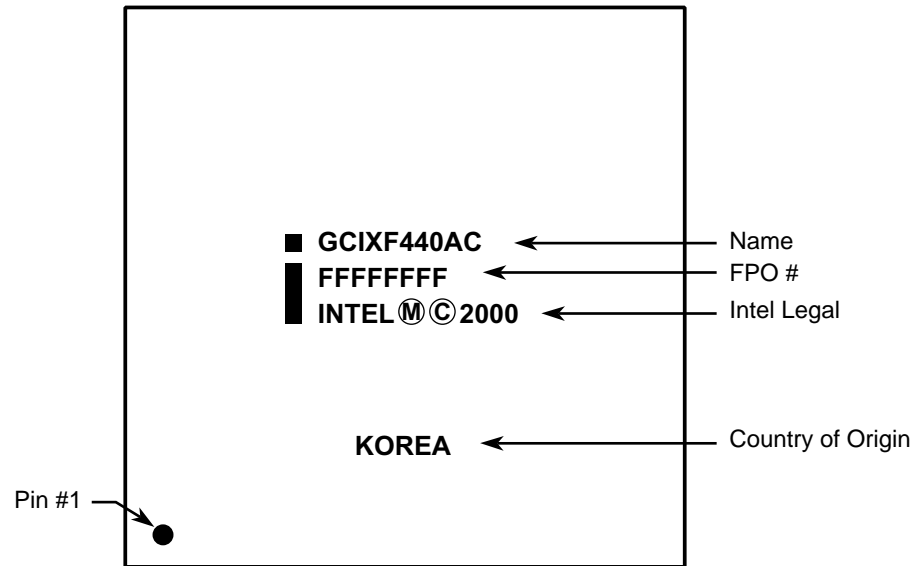 GCIXF440AC Name
FFFFFFFF FPO #
INTEL Ⓜ Ⓒ 2000 Intel Legal
KOREA Country of Origin
Pin #1